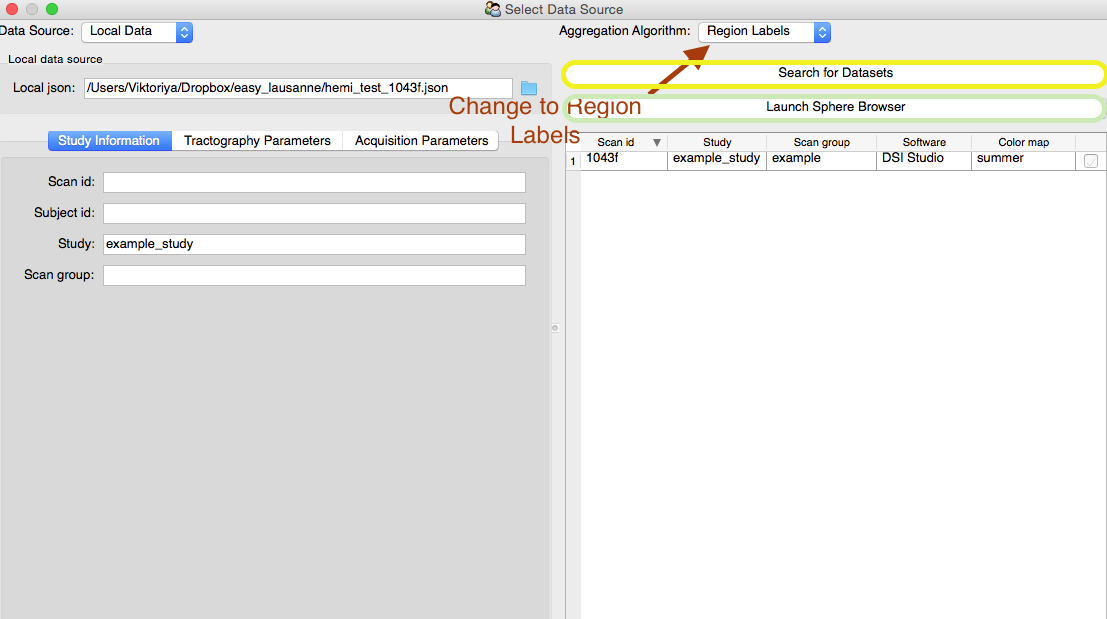 Select Data Source
Data Source: Local Data
Aggregation Algorithm: Region Labels
Local data source
Local json: /Users/Viktoriya/Dropbox/easy_lausanne/hemi_test_1043f.json
Search for Datasets
Launch Sphere Browser
Change to Region
Labels
Study Information Tractography Parameters Acquisition Parameters
Scan id:
Subject id:
Study: example_study
Scan group:
Scan id Study Scan group Software Color map
1 1043f example_study example DSI Studio summer